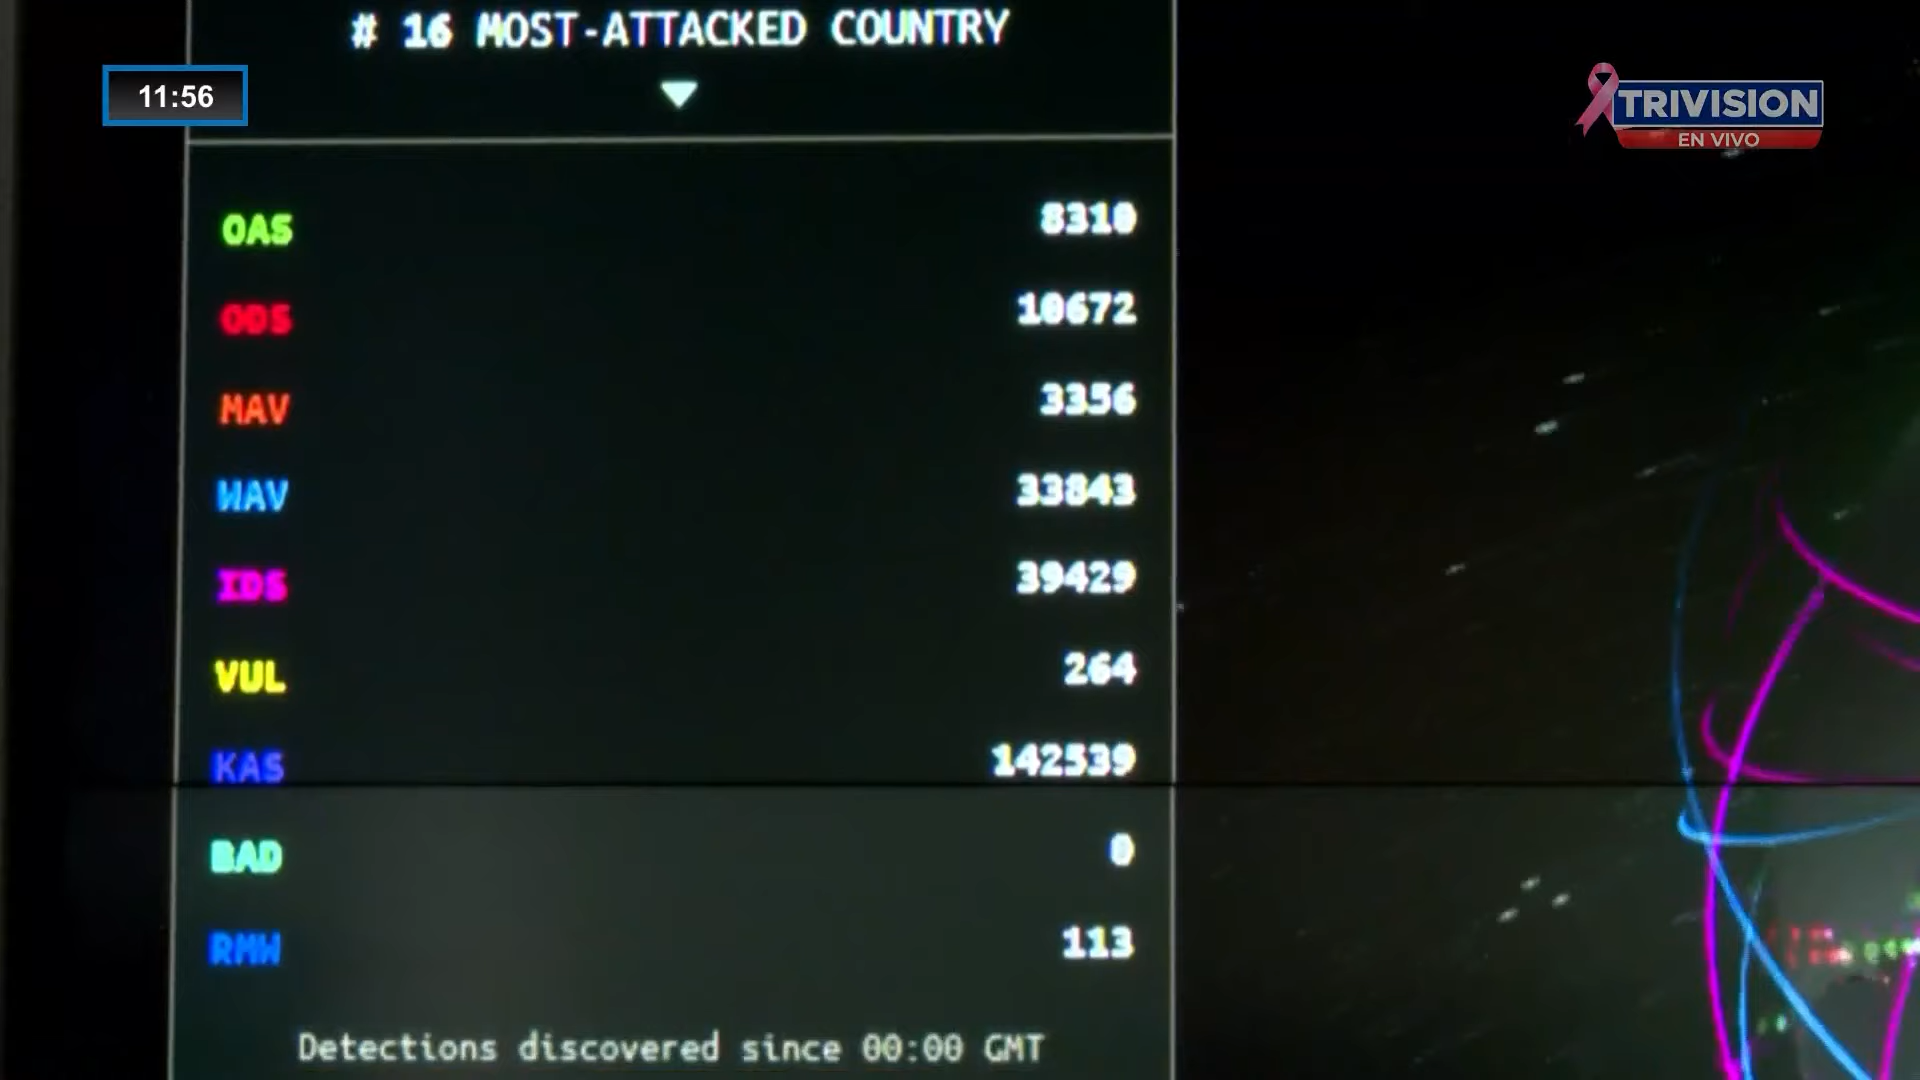 # 16 MOST-ATTACKED COUNTRY
11:56
TRIVISION
EN VIVO
OAS 8310
ODS 10672
MAV 3356
WAV 33843
IDS 39429
VUL 264
KAS 142539
BAD 0
RMW 113
Detections discovered since 00:00 GMT